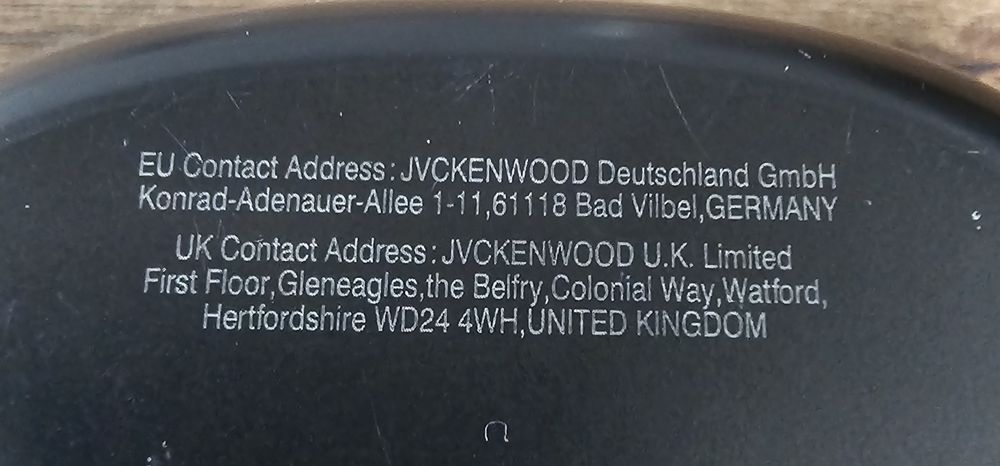 EU Contact Address: JVCKENWOOD Deutschland GmbH
Konrad-Adenauer-Allee 1-11,61118 Bad Vilbel,GERMANY
UK Contact Address: JVCKENWOOD U.K. Limited
First Floor,Gleneagles,the Belfry,Colonial Way,Watford,
Hertfordshire WD24 4WH,UNITED KINGDOM